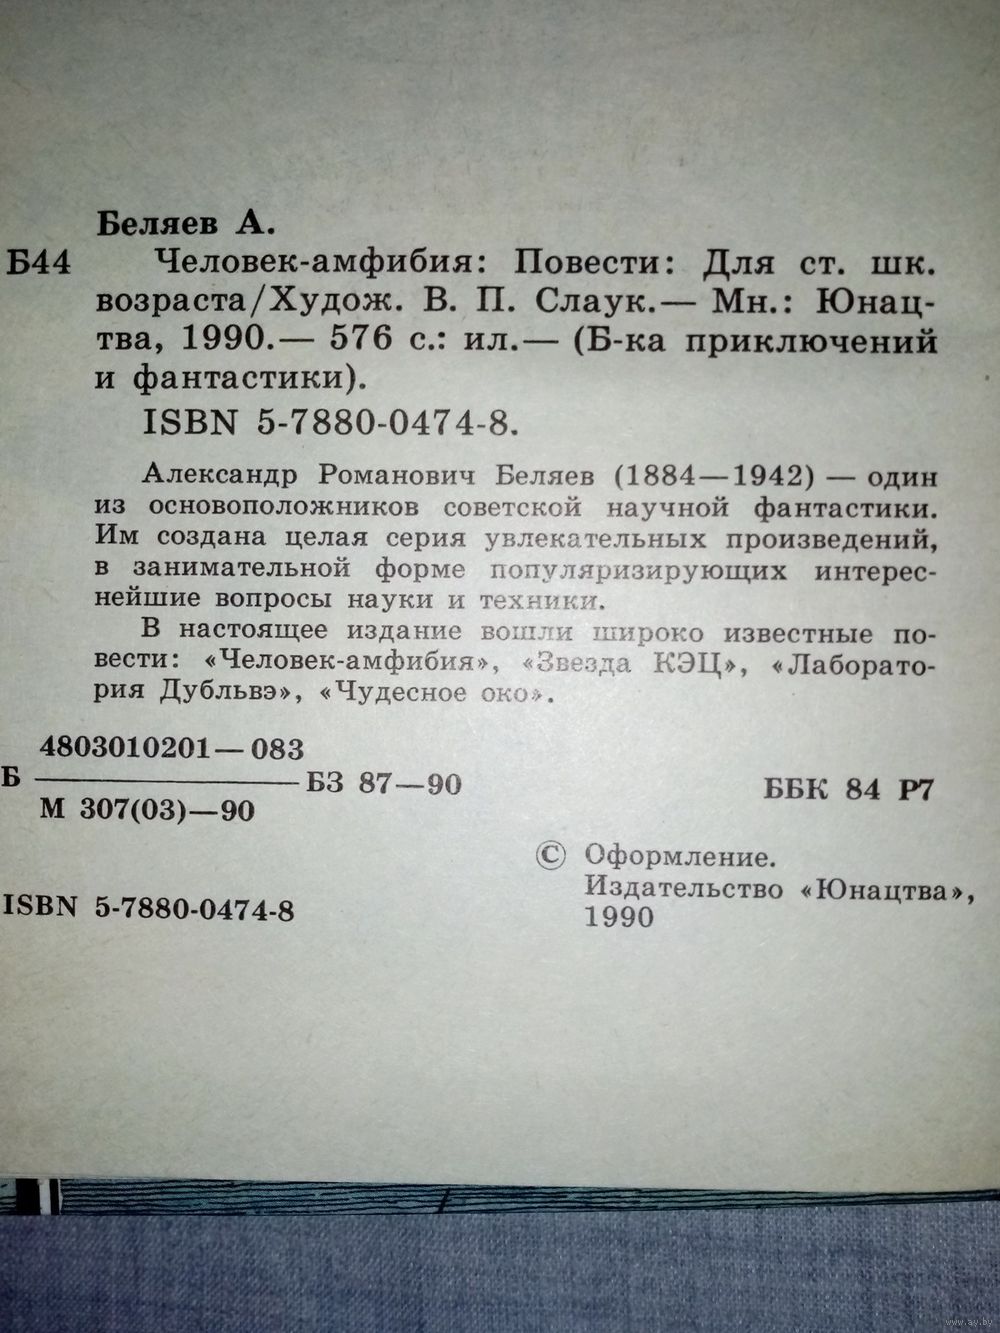 Беляев А.
Б44 Человек-амфибия: Повести: Для ст. шк.
возраста/Худож. В. П. Слаук.— Мн.: Юнац-
тва, 1990.— 576 с.: ил.— (Б-ка приключений
и фантастики).
ISBN 5-7880-0474-8.
Александр Романович Беляев (1884—1942) — один
из основоположников советской научной фантастики.
Им создана целая серия увлекательных произведений,
в занимательной форме популяризирующих интерес-
нейшие вопросы науки и техники.
В настоящее издание вошли широко известные по-
вести: «Человек-амфибия», «Звезда КЭЦ», «Лаборато-
рия Дубльвэ», «Чудесное око».
4803010201—083
Б БЗ 87—90
М 307(03)—90
ББК 84 Р7
© Оформление.
Издательство «Юнацтва»,
1990
ISBN 5-7880-0474-8
www.ay.by